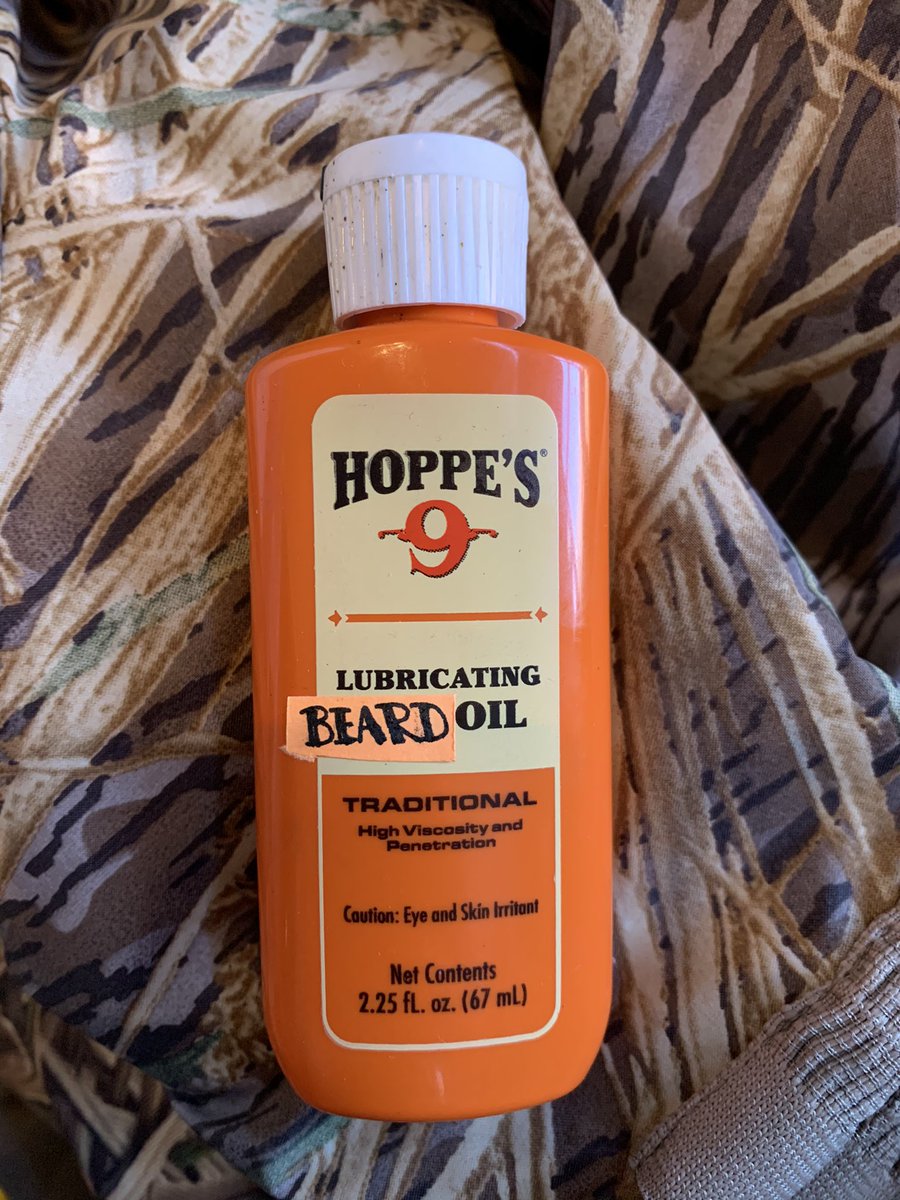 HOPPE'S®
9
LUBRICATING
BEARD OIL
TRADITIONAL
High Viscosity and
Penetration
Caution: Eye and Skin Irritant
Net Contents
2.25 fL. oz. (67 mL)